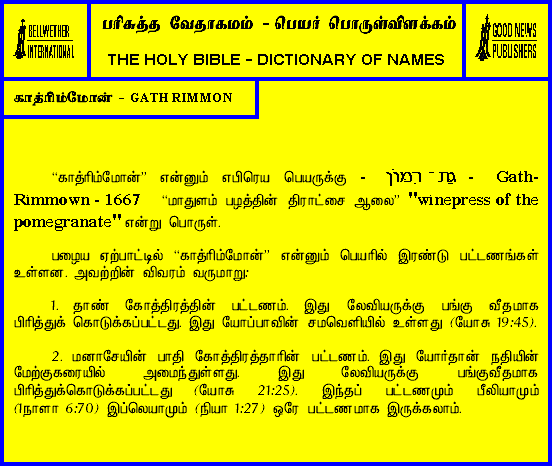 BELLWETHER
INTERNATIONAL
பரிசுத்த வேதாகமம் - பெயர் பொருள்விளக்கம்
THE HOLY BIBLE - DICTIONARY OF NAMES
GOOD NEWS
PUBLISHERS
காத்ரிம்மோன் - GATH RIMMON
“காத்ரிம்மோன்” என்னும் எபிரெய பெயருக்கு - גַּת־רִמּוֹן - Gath-
Rimmown - 1667 “மாதுளம் பழத்தின் திராட்சை ஆலை” "winepress of the
pomegranate" என்று பொருள்.
பழைய ஏற்பாட்டில் “காத்ரிம்மோன்” என்னும் பெயரில் இரண்டு பட்டணங்கள்
உள்ளன. அவற்றின் விவரம் வருமாறு:
1. தாண் கோத்திரத்தின் பட்டணம். இது லேவியருக்கு பங்கு வீதமாக
பிரித்துக் கொடுக்கப்பட்டது. இது யோப்பாவின் சமவெளியில் உள்ளது (யோசு 19:45).
2. மனாசேயின் பாதி கோத்திரத்தாரின் பட்டணம். இது யோர்தான் நதியின்
மேற்குகரையில் அமைந்துள்ளது. இது லேவியருக்கு பங்குவீதமாக
பிரித்துக்கொடுக்கப்பட்டது (யோசு 21:25). இந்தப் பட்டணமும் பீலியாமும்
(1நாளா 6:70) இப்லெயாமும் (நியா 1:27) ஒரே பட்டணமாக இருக்கலாம்.